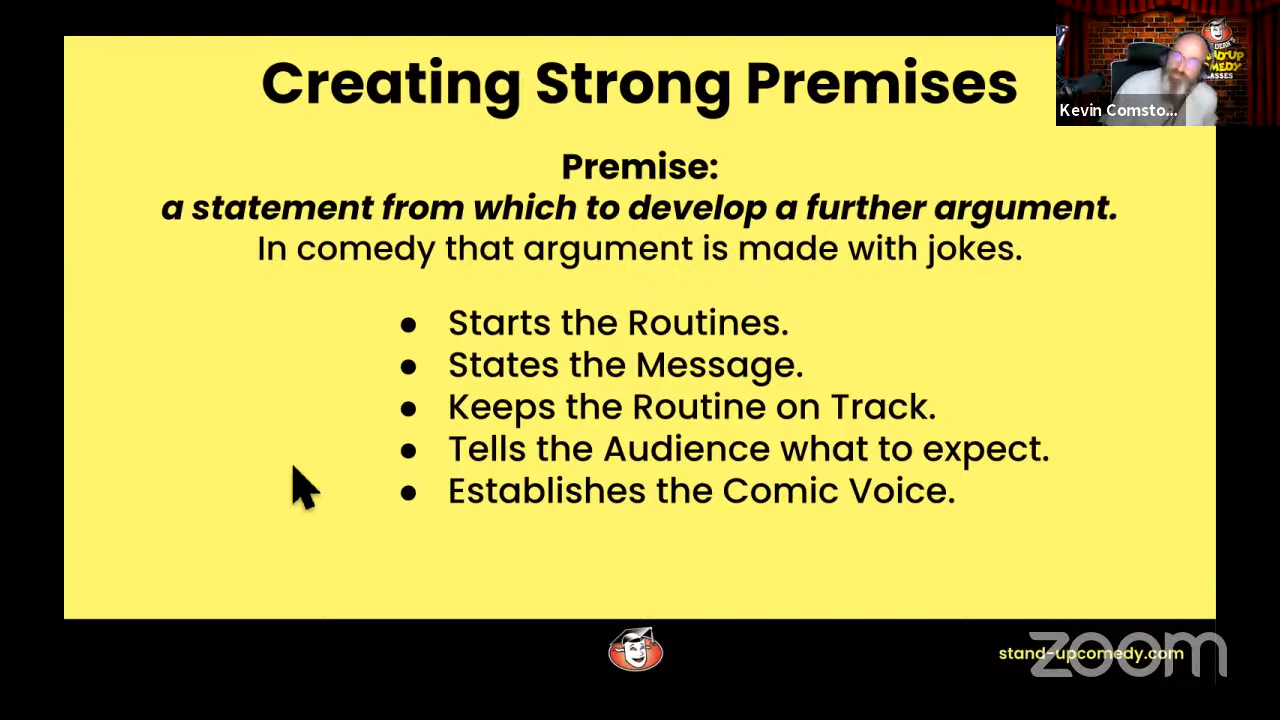 Creating Strong Premises
Premise:
a statement from which to develop a further argument.
In comedy that argument is made with jokes.
● Starts the Routines.
● States the Message.
● Keeps the Routine on Track.
● Tells the Audience what to expect.
● Establishes the Comic Voice.
Kevin Comsto...
stand-upcomedy.com
zoom